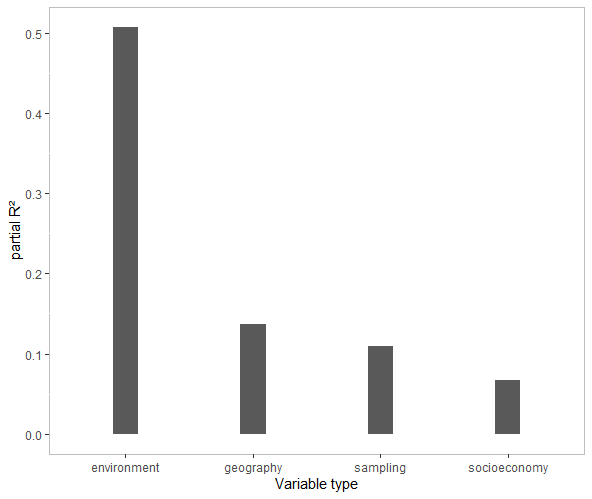 partial R²
0.5
0.4
0.3
0.2
0.1
0.0
environment geography sampling socioeconomy
Variable type